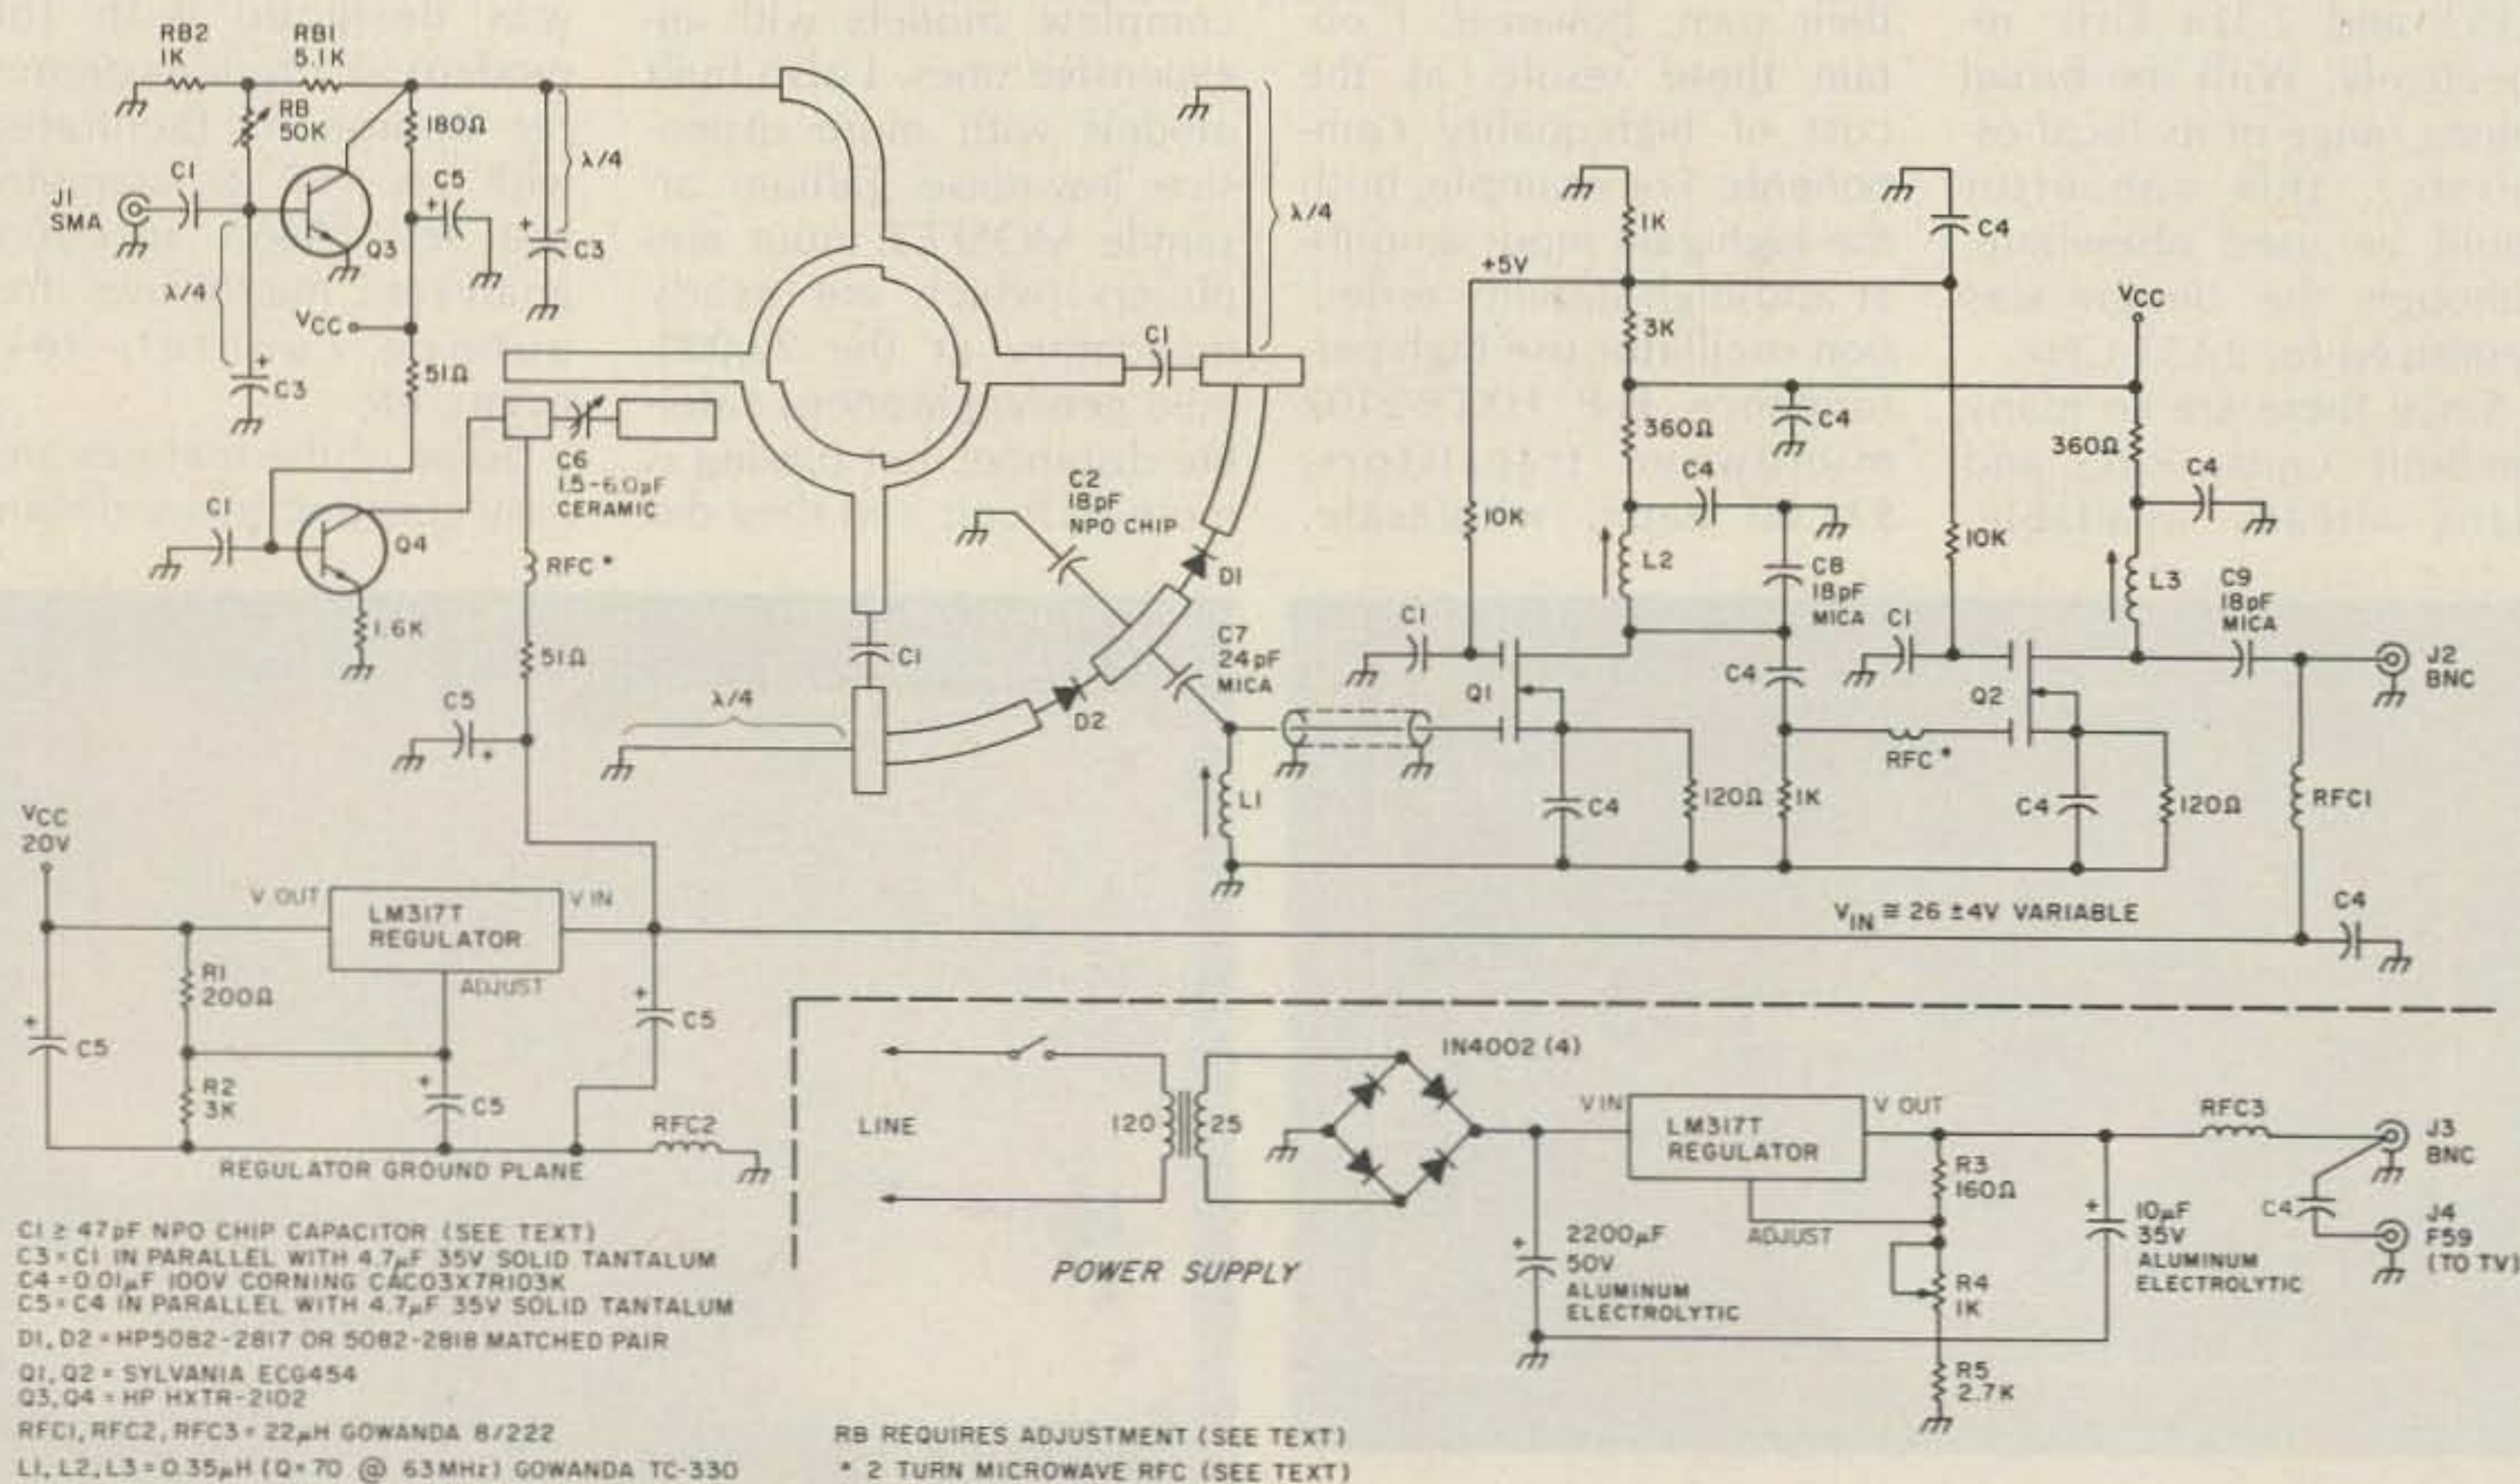 RB2
1K
RB1
5.1K
RB
50K
180Ω
λ/4
J1
SMA
C1
Q3
C5
C3
λ/4
C3
VCC
51Ω
C6
1.5-6.0pF
CERAMIC
C1
Q4
1.6K
RFC *
51Ω
C5
C1
λ/4
C1
λ/4
C2
18pF
NPO CHIP
D1
D2
C7
24pF
MICA
L1
1K
+5V
3K
C4
VCC
360Ω
C4
360Ω
C4
C4
10K
10K
L2
C8
18pF
MICA
L3
C9
18pF
MICA
C1
Q1
C4
C1
Q2
RFC *
J2
BNC
C4
120Ω
1K
C4
120Ω
RFC1
VIN ≅ 26 ±4V VARIABLE
C4
VCC
20V
V OUT
LM317T
REGULATOR
V IN
ADJUST
R1
200Ω
C5
C5
R2
3K
C5
RFC2
REGULATOR GROUND PLANE
LINE
120
25
1N4002 (4)
V IN
LM317T
REGULATOR
V OUT
ADJUST
RFC3
J3
BNC
R3
160Ω
C4
J4
F59
(TO TV)
2200µF
50V
ALUMINUM
ELECTROLYTIC
R4
1K
10µF
35V
ALUMINUM
ELECTROLYTIC
R5
2.7K
POWER SUPPLY
C1 ≥ 47pF NPO CHIP CAPACITOR (SEE TEXT)
C3 = C1 IN PARALLEL WITH 4.7µF 35V SOLID TANTALUM
C4 = 0.01µF 100V CORNING CAC03X7R103K
C5 = C4 IN PARALLEL WITH 4.7µF 35V SOLID TANTALUM
D1, D2 = HP5082-2817 OR 5082-2818 MATCHED PAIR
Q1, Q2 = SYLVANIA ECG454
Q3, Q4 = HP HXTR-2102
RFC1, RFC2, RFC3 = 22µH GOWANDA 8/222
L1, L2, L3 = 0.35µH (Q=70 @ 63MHz) GOWANDA TC-330
RB REQUIRES ADJUSTMENT (SEE TEXT)
* 2 TURN MICROWAVE RFC (SEE TEXT)